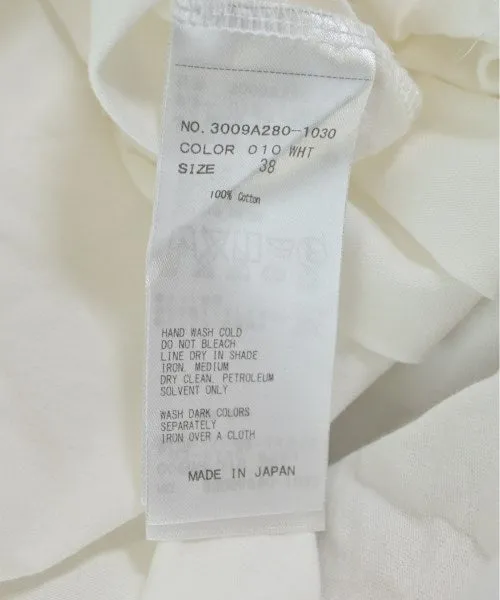 NO. 3009A280-1030
COLOR 010 WHT
SIZE 38
100% Cotton
HAND WASH COLD
DO NOT BLEACH
LINE DRY IN SHADE
IRON, MEDIUM
DRY CLEAN, PETROLEUM
SOLVENT ONLY
WASH DARK COLORS
SEPARATELY
IRON OVER A CLOTH
MADE IN JAPAN